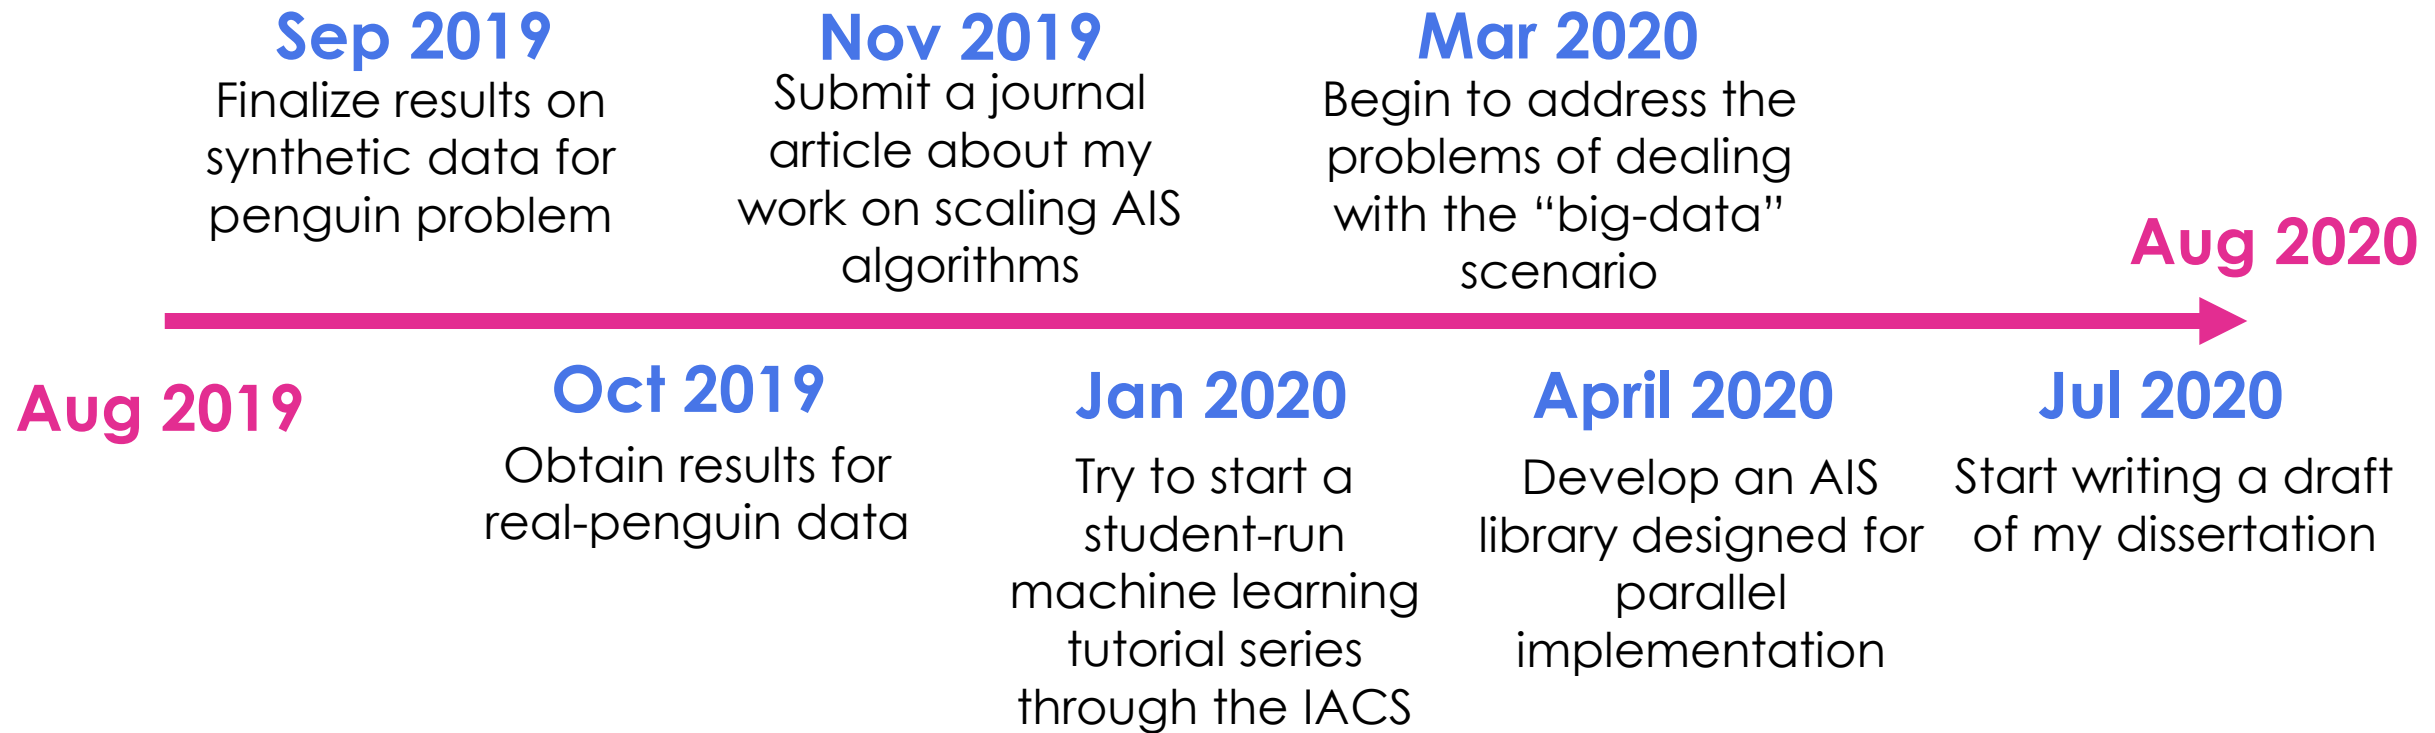 Sep 2019
Finalize results on
synthetic data for
penguin problem
Nov 2019
Submit a journal
article about my
work on scaling AIS
algorithms
Mar 2020
Begin to address the
problems of dealing
with the “big-data”
scenario
Aug 2020
Aug 2019
Oct 2019
Obtain results for
real-penguin data
Jan 2020
Try to start a
student-run
machine learning
tutorial series
through the IACS
April 2020
Develop an AIS
library designed for
parallel
implementation
Jul 2020
Start writing a draft
of my dissertation